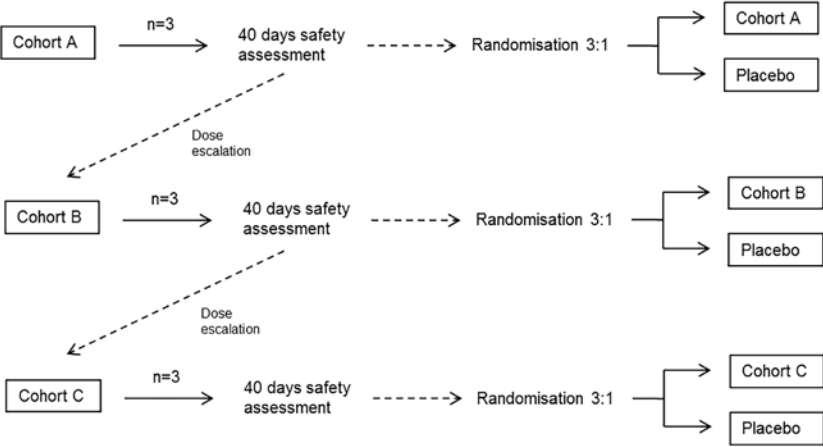 Cohort A
n=3
40 days safety
assessment
Randomisation 3:1
Cohort A
Placebo
Dose
escalation
Cohort B
n=3
40 days safety
assessment
Randomisation 3:1
Cohort B
Placebo
Dose
escalation
Cohort C
n=3
40 days safety
assessment
Randomisation 3:1
Cohort C
Placebo